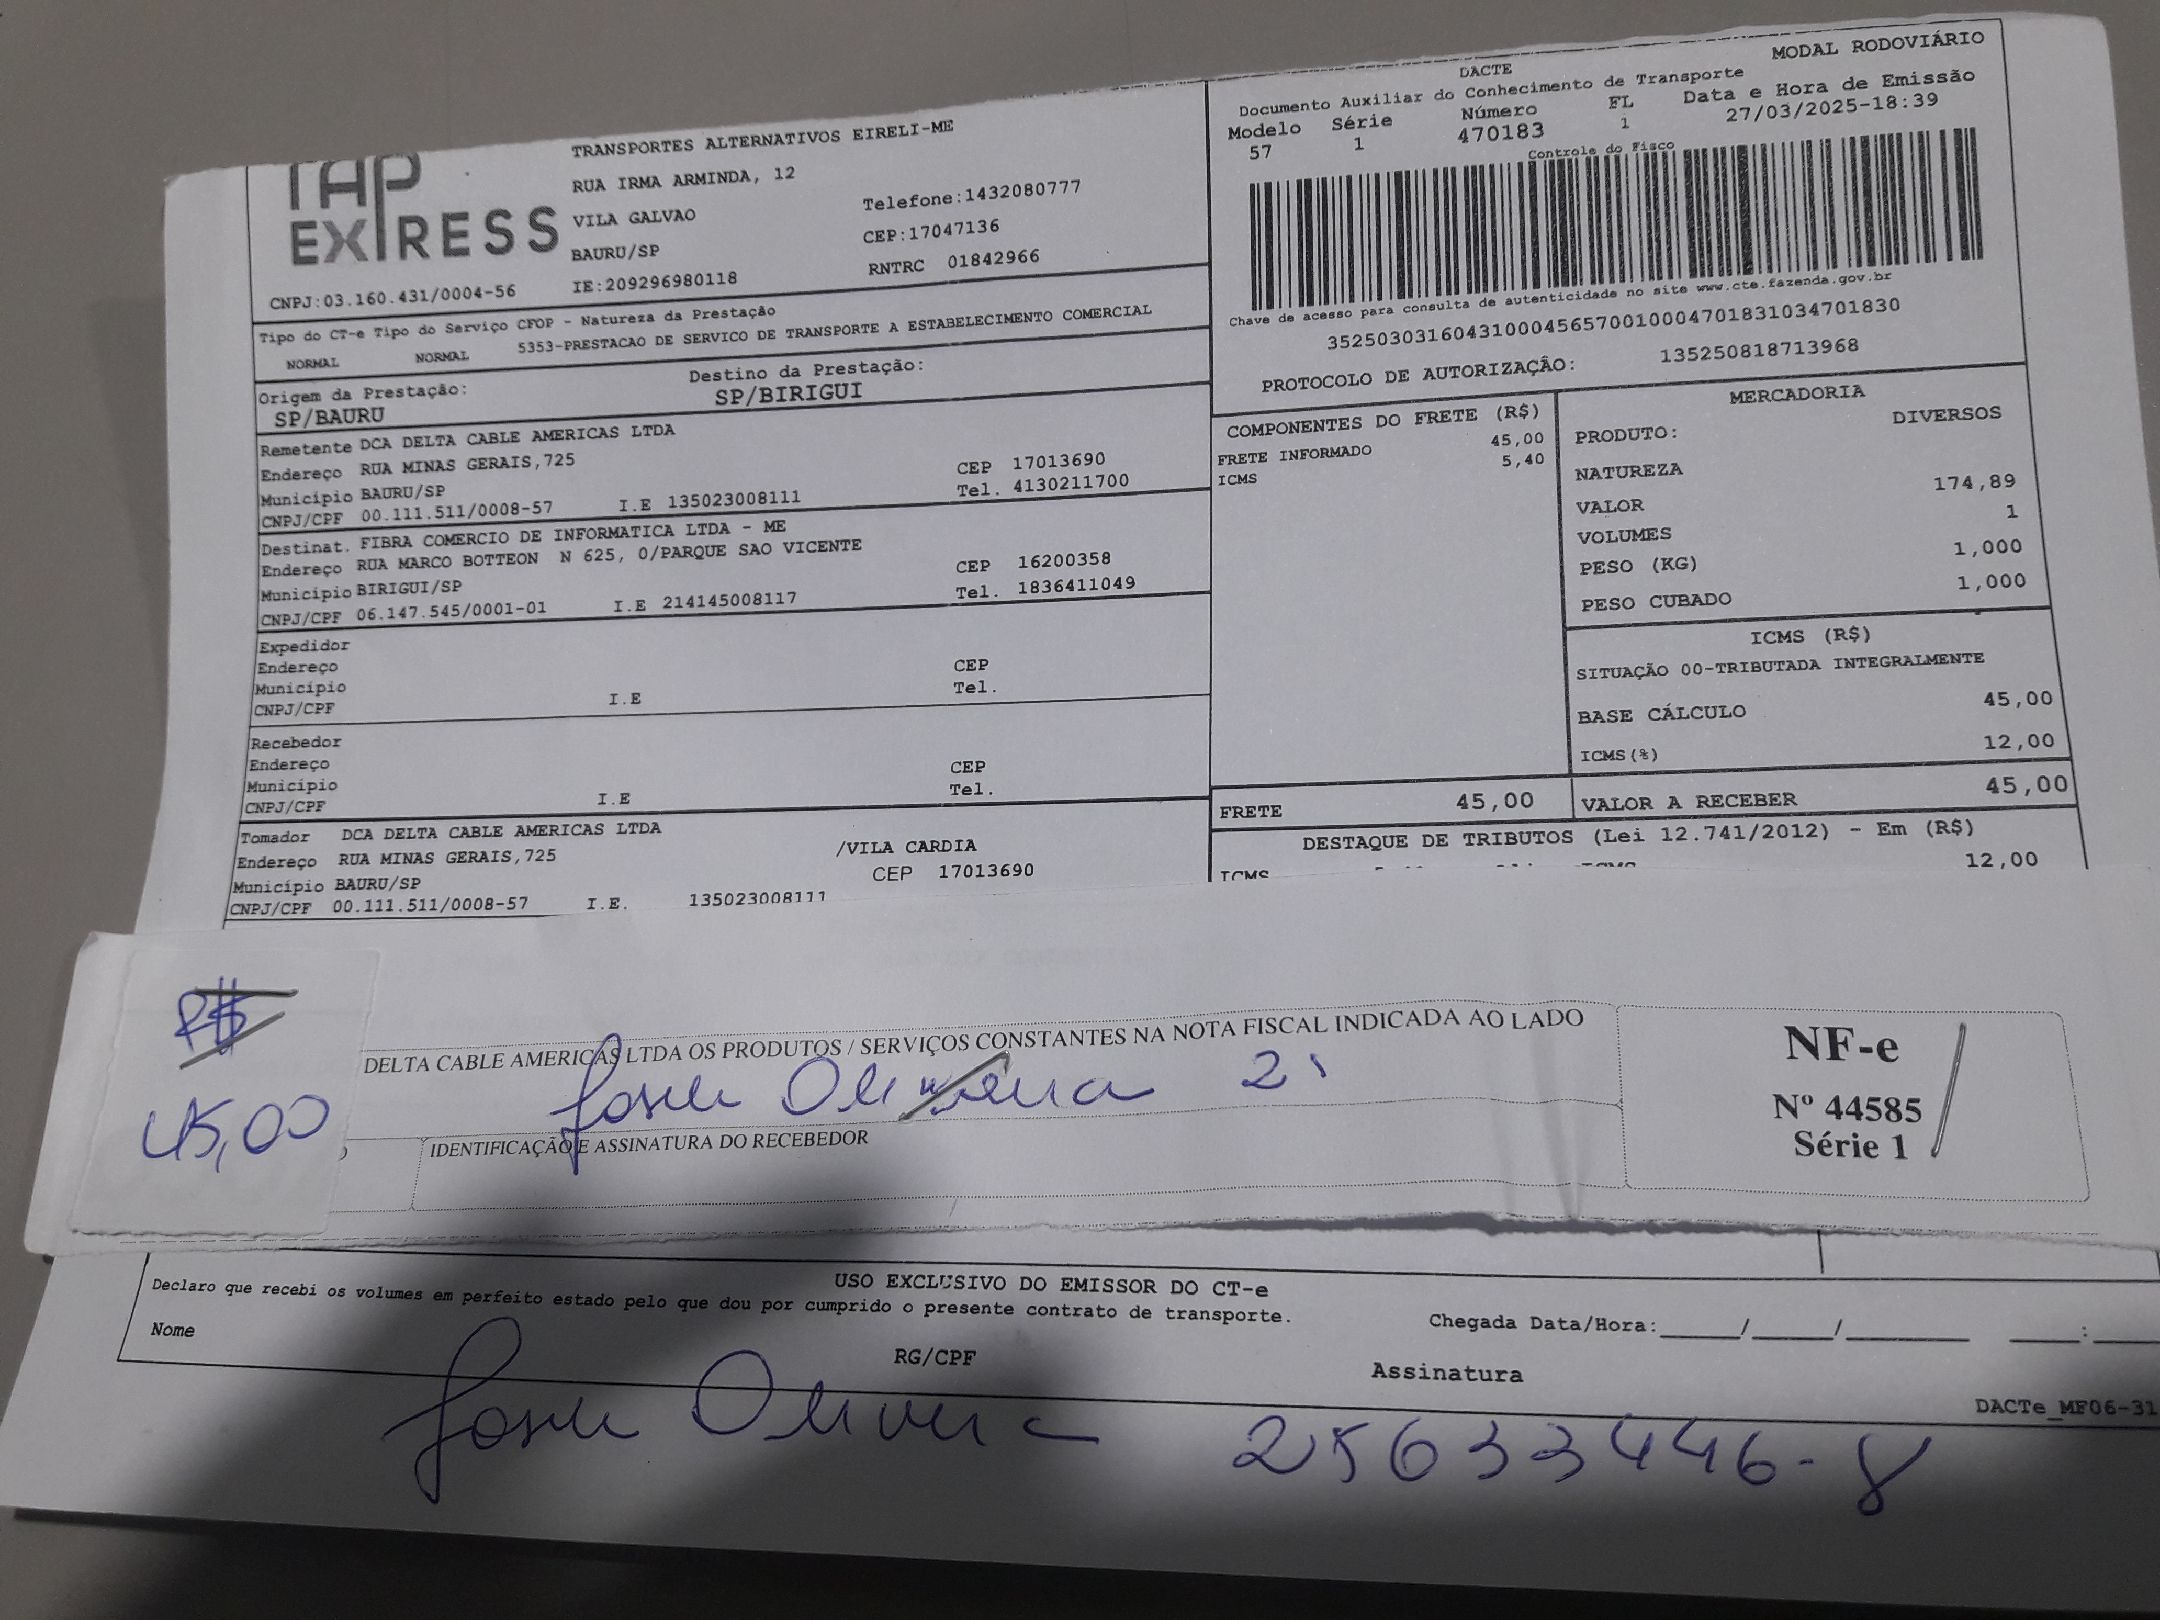 TAP
EXPRESS
CNPJ:03.160.431/0004-56
TRANSPORTES ALTERNATIVOS EIRELI-ME
RUA IRMA ARMINDA, 12
VILA GALVAO
BAURU/SP
IE:209296980118
Telefone:1432080777
CEP:17047136
RNTRC 01842966
MODAL RODOVIÁRIO
DACTE
Documento Auxiliar do Conhecimento de Transporte
Modelo Série Número FL Data e Hora de Emissão
57 1 470183 1 27/03/2025-18:39
Controle do Fisco
Chave de acesso para consulta de autenticidade no site www.cte.fazenda.gov.br
35250303160431000456570010004701831034701830
PROTOCOLO DE AUTORIZAÇÃO: 135250818713968
Tipo do CT-e Tipo do Serviço CFOP - Natureza da Prestação
NORMAL NORMAL 5353-PRESTACAO DE SERVICO DE TRANSPORTE A ESTABELECIMENTO COMERCIAL
Origem da Prestação: Destino da Prestação:
SP/BAURU SP/BIRIGUI
Remetente DCA DELTA CABLE AMERICAS LTDA
Endereço RUA MINAS GERAIS,725 CEP 17013690
Município BAURU/SP Tel. 4130211700
CNPJ/CPF 00.111.511/0008-57 I.E 135023008111
Destinat. FIBRA COMERCIO DE INFORMATICA LTDA - ME
Endereço RUA MARCO BOTTEON N 625, 0/PARQUE SAO VICENTE CEP 16200358
Município BIRIGUI/SP Tel. 1836411049
CNPJ/CPF 06.147.545/0001-01 I.E 214145008117
Expedidor
Endereço CEP
Município Tel.
CNPJ/CPF I.E
Recebedor
Endereço CEP
Município Tel.
CNPJ/CPF I.E
Tomador DCA DELTA CABLE AMERICAS LTDA
Endereço RUA MINAS GERAIS,725 /VILA CARDIA
Município BAURU/SP CEP 17013690
CNPJ/CPF 00.111.511/0008-57 I.E. 135023008111
COMPONENTES DO FRETE (R$)
FRETE INFORMADO 45,00
ICMS 5,40
MERCADORIA
PRODUTO: DIVERSOS
NATUREZA
VALOR 174,89
VOLUMES 1
PESO (KG) 1,000
PESO CUBADO 1,000
ICMS (R$)
SITUAÇÃO 00-TRIBUTADA INTEGRALMENTE
BASE CÁLCULO 45,00
ICMS(%) 12,00
FRETE 45,00 VALOR A RECEBER 45,00
DESTAQUE DE TRIBUTOS (Lei 12.741/2012) - Em (R$)
ICMS ICMS 12,00
R$
45,00
DELTA CABLE AMERICAS LTDA OS PRODUTOS / SERVIÇOS CONSTANTES NA NOTA FISCAL INDICADA AO LADO
Oliveira 2
IDENTIFICAÇÃO E ASSINATURA DO RECEBEDOR
NF-e
Nº 44585
Série 1
USO EXCLUSIVO DO EMISSOR DO CT-e
Declaro que recebi os volumes em perfeito estado pelo que dou por cumprido o presente contrato de transporte.
Nome RG/CPF Assinatura Chegada Data/Hora:____/____/______ ____:
DACTe_MF06-31
Oliveira 25633446-8